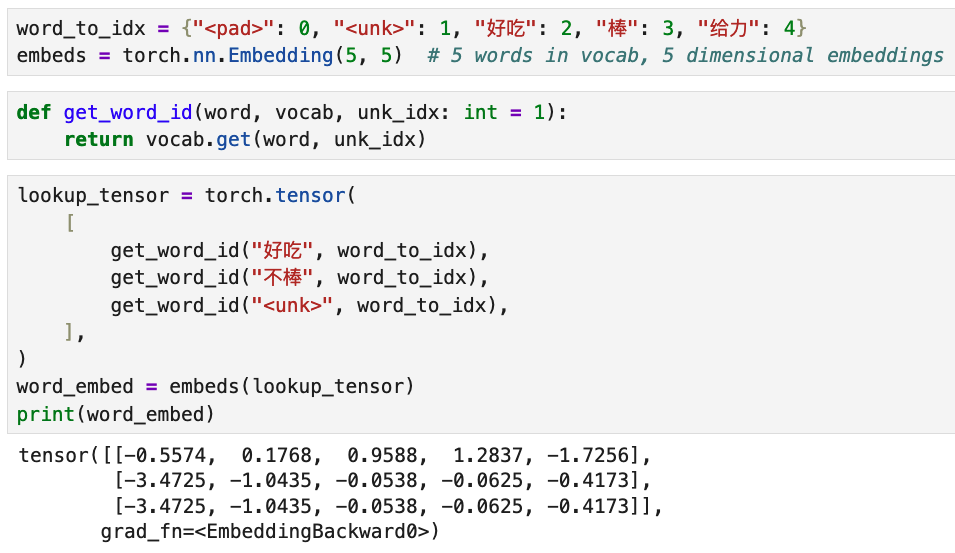 word_to_idx = {"<pad>": 0, "<unk>": 1, "好吃": 2, "棒": 3, "给力": 4}
embeds = torch.nn.Embedding(5, 5)  # 5 words in vocab, 5 dimensional embeddings
def get_word_id(word, vocab, unk_idx: int = 1):
    return vocab.get(word, unk_idx)
lookup_tensor = torch.tensor(
    [
        get_word_id("好吃", word_to_idx),
        get_word_id("不棒", word_to_idx),
        get_word_id("<unk>", word_to_idx),
    ],
)
word_embed = embeds(lookup_tensor)
print(word_embed)
tensor([[-0.5574,  0.1768,  0.9588,  1.2837, -1.7256],
        [-3.4725, -1.0435, -0.0538, -0.0625, -0.4173],
        [-3.4725, -1.0435, -0.0538, -0.0625, -0.4173]],
       grad_fn=<EmbeddingBackward0>)